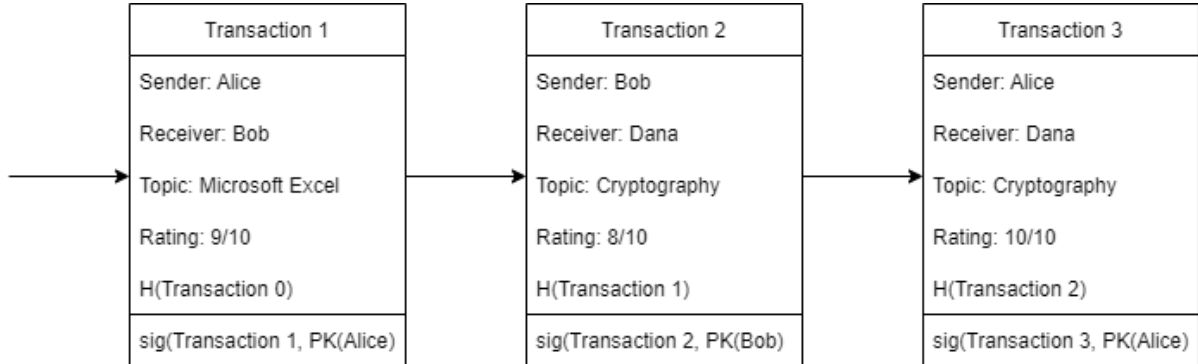 Transaction 1
Sender: Alice
Receiver: Bob
Topic: Microsoft Excel
Rating: 9/10
H(Transaction 0)
sig(Transaction 1, PK(Alice)
Transaction 2
Sender: Bob
Receiver: Dana
Topic: Cryptography
Rating: 8/10
H(Transaction 1)
sig(Transaction 2, PK(Bob)
Transaction 3
Sender: Alice
Receiver: Dana
Topic: Cryptography
Rating: 10/10
H(Transaction 2)
sig(Transaction 3, PK(Alice)